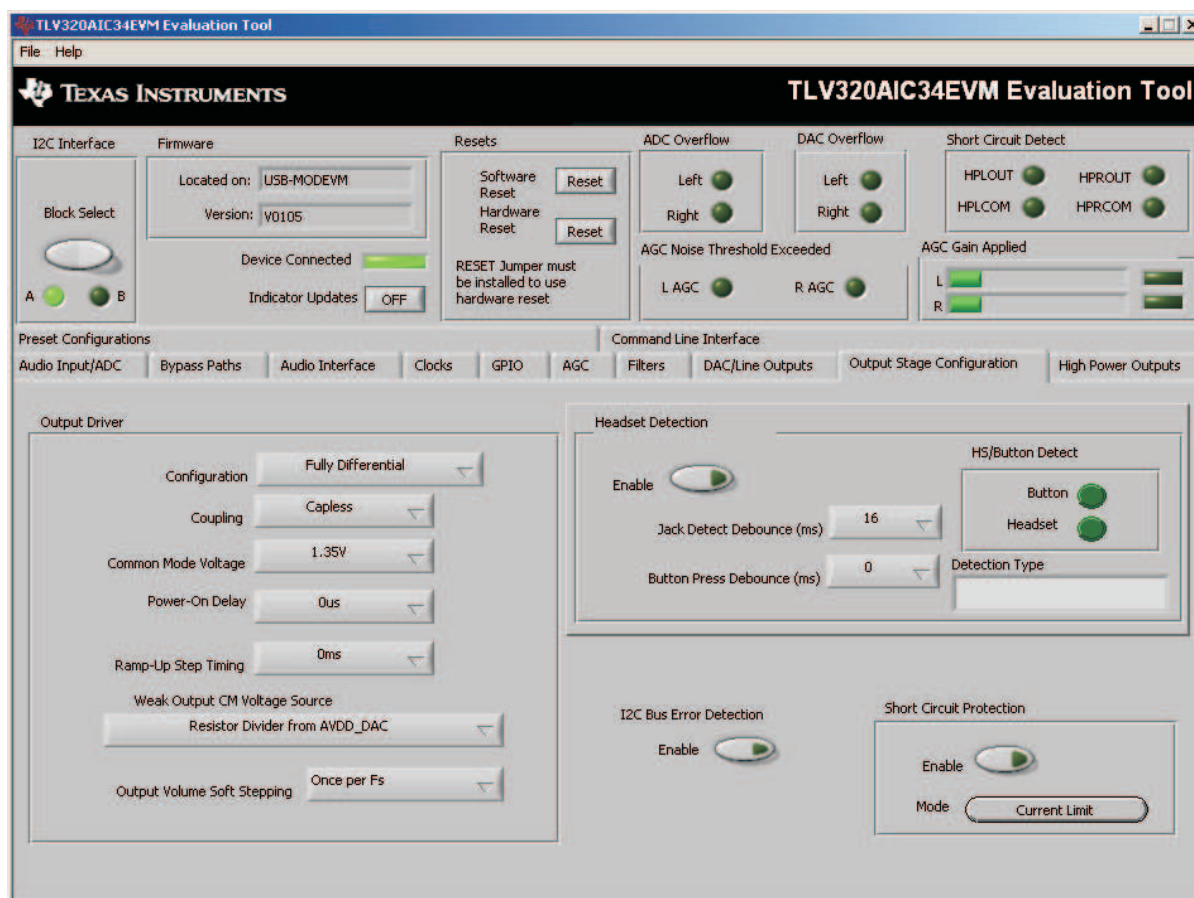 TLV320AIC34EVM Evaluation Tool
File Help
TEXAS INSTRUMENTS
TLV320AIC34EVM Evaluation Tool
I2C Interface
Block Select
A
B
Firmware
Located on: USB-MODEVM
Version: V0105
Device Connected
Indicator Updates OFF
Resets
Software
Reset
Reset
Hardware
Reset
Reset
RESET Jumper must
be installed to use
hardware reset
ADC Overflow
Left
Right
DAC Overflow
Left
Right
Short Circuit Detect
HPLOUT
HPROUT
HPLCOM
HPRCOM
AGC Noise Threshold Exceeded
L AGC
R AGC
AGC Gain Applied
L
R
Preset Configurations
Command Line Interface
Audio Input/ADC
Bypass Paths
Audio Interface
Clocks
GPIO
AGC
Filters
DAC/Line Outputs
Output Stage Configuration
High Power Outputs
Output Driver
Configuration Fully Differential
Coupling Capless
Common Mode Voltage 1.35V
Power-On Delay 0us
Ramp-Up Step Timing 0ms
Weak Output CM Voltage Source
Resistor Divider from AVDD_DAC
Output Volume Soft Stepping Once per Fs
Headset Detection
Enable
Jack Detect Debounce (ms) 16
Button Press Debounce (ms) 0
HS/Button Detect
Button
Headset
Detection Type
I2C Bus Error Detection
Enable
Short Circuit Protection
Enable
Mode Current Limit